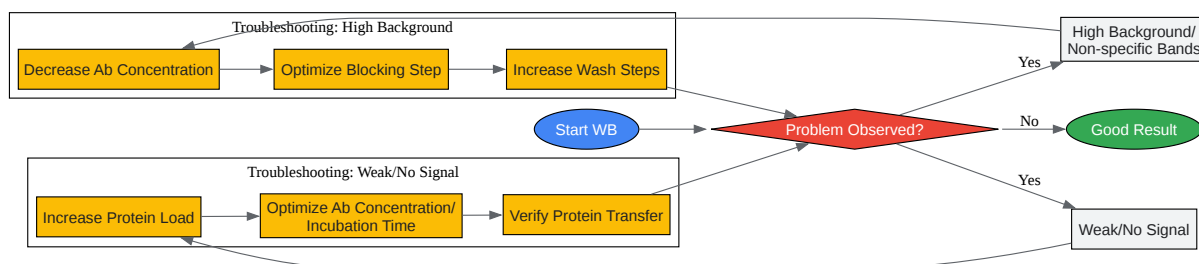 Troubleshooting: High Background
Decrease Ab Concentration
Optimize Blocking Step
Increase Wash Steps
High Background/
Non-specific Bands
Yes
Start WB
Problem Observed?
No
Good Result
Troubleshooting: Weak/No Signal
Increase Protein Load
Optimize Ab Concentration/
Incubation Time
Verify Protein Transfer
Yes
Weak/No Signal